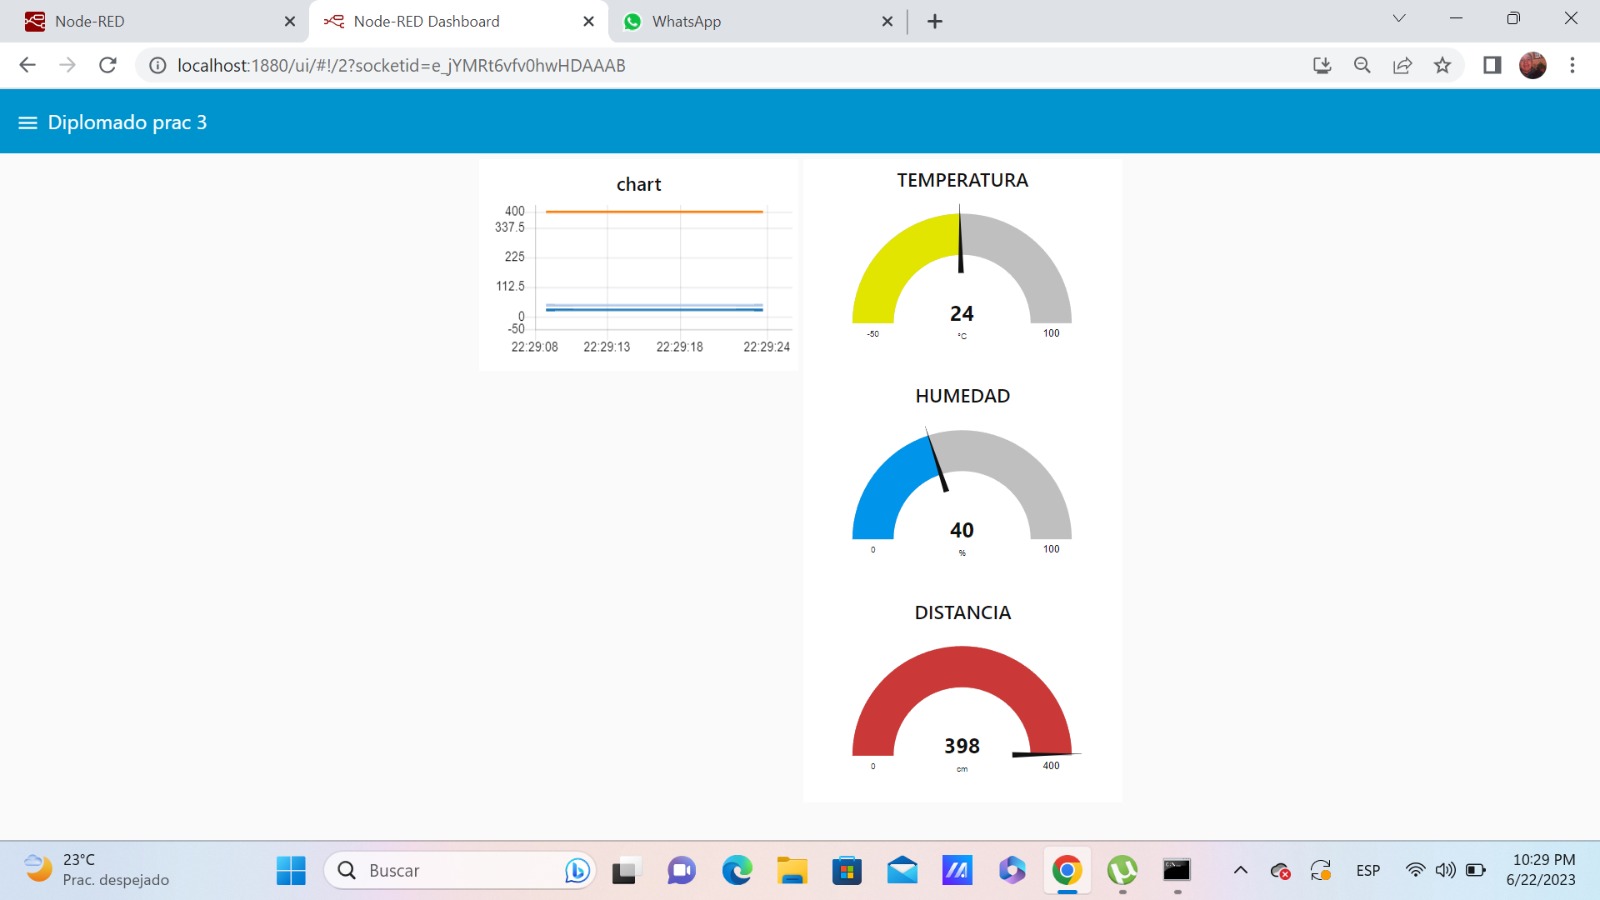 Node-RED
Node-RED Dashboard
WhatsApp
localhost:1880/ui/#!/2?socketid=e_jYMRt6vfv0hwHDAAAB
Diplomado prac 3
chart
400
337.5
225
112.5
0
-50
22:29:08 22:29:13 22:29:18 22:29:24
TEMPERATURA
24
°C
-50 100
HUMEDAD
40
%
0 100
DISTANCIA
398
cm
0 400
23°C
Prac. despejado
Buscar
ESP
10:29 PM
6/22/2023